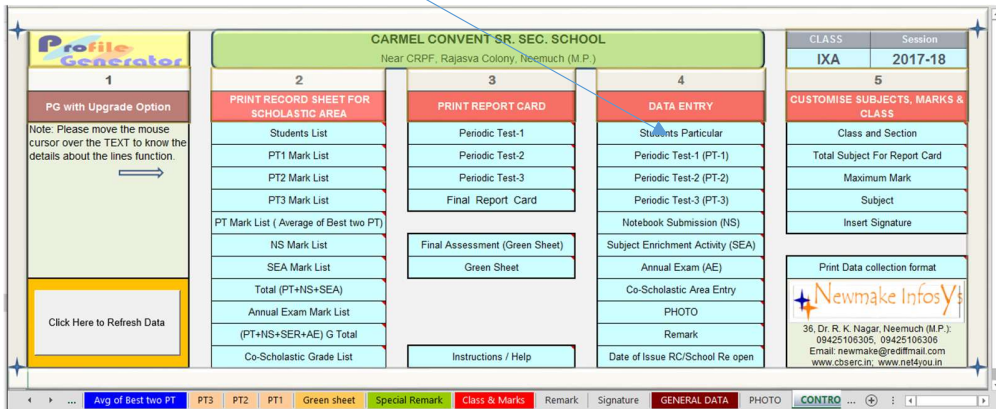 Profile
Generator
CARMEL CONVENT SR. SEC. SCHOOL
Near CRPF, Rajasva Colony, Neemuch (M.P.)
CLASS Session
IXA 2017-18
1
PG with Upgrade Option
Note: Please move the mouse
cursor over the TEXT to know the
details about the lines function.
Click Here to Refresh Data
2
PRINT RECORD SHEET FOR
SCHOLASTIC AREA
Students List
PT1 Mark List
PT2 Mark List
PT3 Mark List
PT Mark List ( Average of Best two PT)
NS Mark List
SEA Mark List
Total (PT+NS+SEA)
Annual Exam Mark List
(PT+NS+SER+AE) G Total
Co-Scholastic Grade List
3
PRINT REPORT CARD
Periodic Test-1
Periodic Test-2
Periodic Test-3
Final Report Card
Final Assessment (Green Sheet)
Green Sheet
Instructions / Help
4
DATA ENTRY
Students Particular
Periodic Test-1 (PT-1)
Periodic Test-2 (PT-2)
Periodic Test-3 (PT-3)
Notebook Submission (NS)
Subject Enrichment Activity (SEA)
Annual Exam (AE)
Co-Scholastic Area Entry
PHOTO
Remark
Date of Issue RC/School Re open
5
CUSTOMISE SUBJECTS, MARKS &
CLASS
Class and Section
Total Subject For Report Card
Maximum Mark
Subject
Insert Signature
Print Data collection format
Newmake Infosys
36, Dr. R. K. Nagar, Neemuch (M.P.):
09425106305, 09425106306
Email: newmake@rediffmail.com
www.cbserc.in; www.net4you.in
... Avg of Best two PT PT3 PT2 PT1 Green sheet Special Remark Class & Marks Remark Signature GENERAL DATA PHOTO CONTRO ...